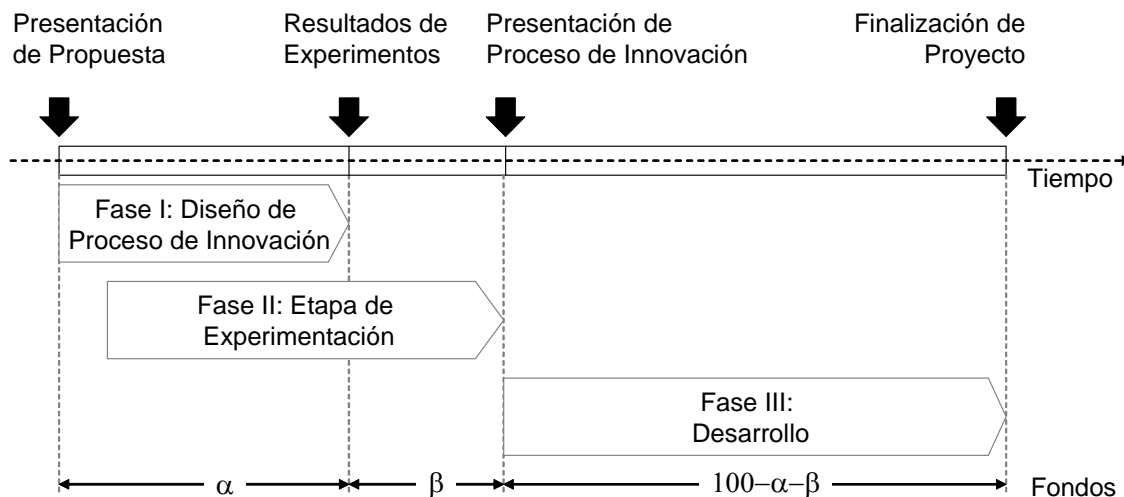 Presentación
de Propuesta
Resultados de
Experimentos
Presentación de
Proceso de Innovación
Finalización de
Proyecto
Tiempo
Fase I: Diseño de
Proceso de Innovación
Fase II: Etapa de
Experimentación
Fase III:
Desarrollo
α
β
100−α−β
Fondos